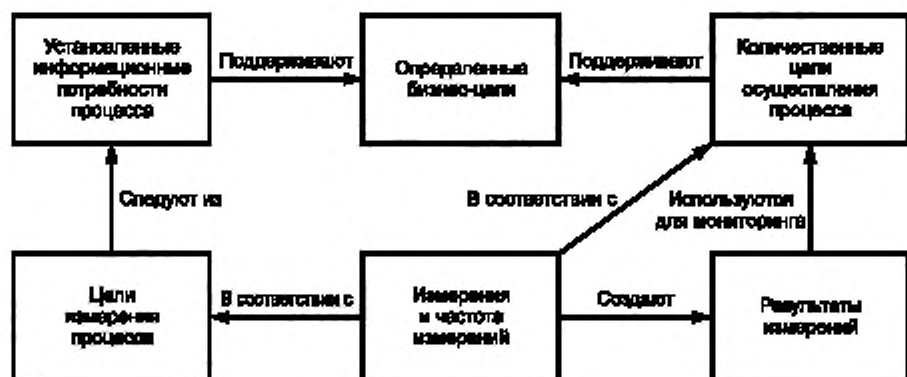 Установленные
информационные
потребности
процесса
Поддерживают
Определенные
бизнес-цели
Поддерживают
Количественные
цели
осуществления
процесса
Следуют из
В соответствии с
Используются
для мониторинга
Цели
измерения
процесса
В соответствии с
Измерения
и частота
измерений
Создают
Результаты
измерений